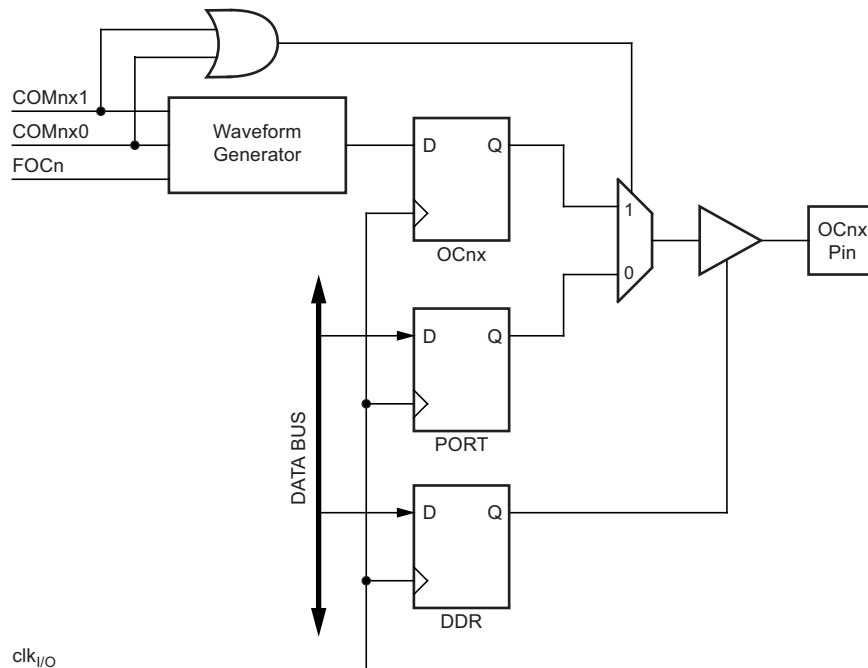 COMnx1
COMnx0
FOCn
Waveform
Generator
D
Q
OCnx
1
0
OCnx
Pin
D
Q
PORT
DATA BUS
D
Q
DDR
clkI/O